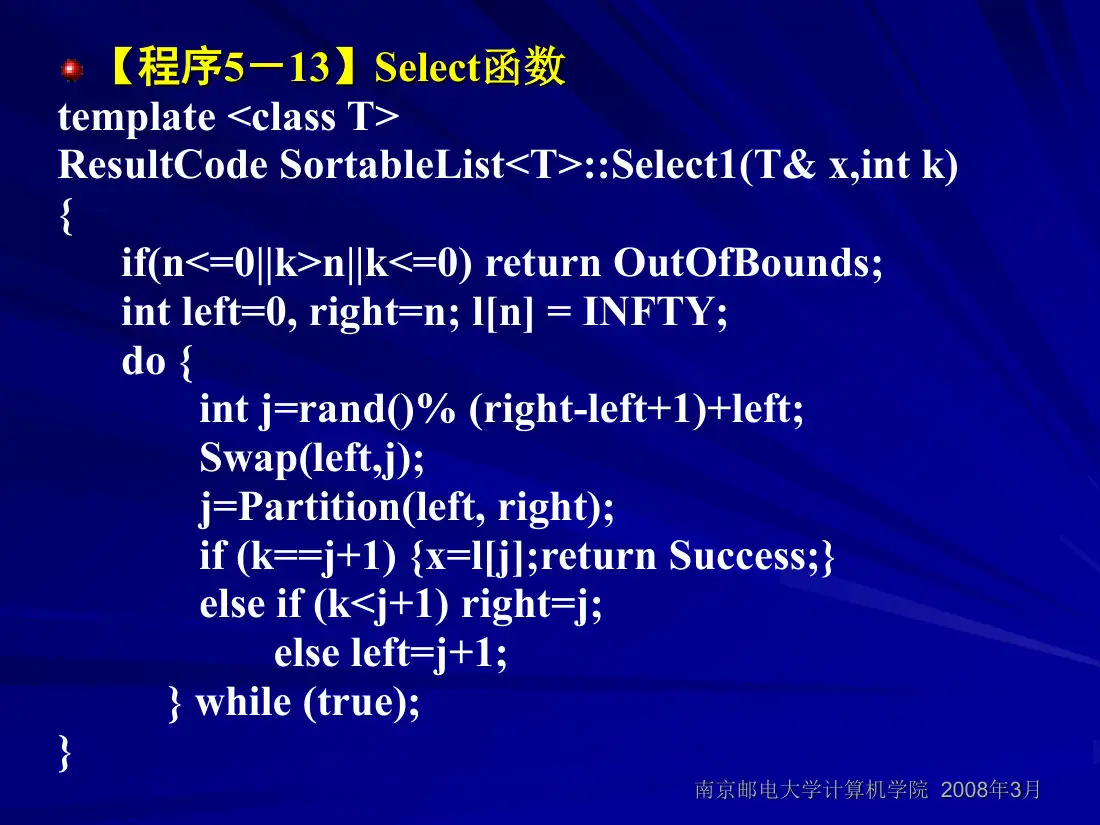 【程序5－13】Select函数
template <class T>
ResultCode SortableList<T>::Select1(T& x,int k)
{
if(n<=0||k>n||k<=0) return OutOfBounds;
int left=0, right=n; l[n] = INFTY;
do {
int j=rand()% (right-left+1)+left;
Swap(left,j);
j=Partition(left, right);
if (k==j+1) {x=l[j];return Success;}
else if (k<j+1) right=j;
else left=j+1;
} while (true);
}
南京邮电大学计算机学院 2008年3月